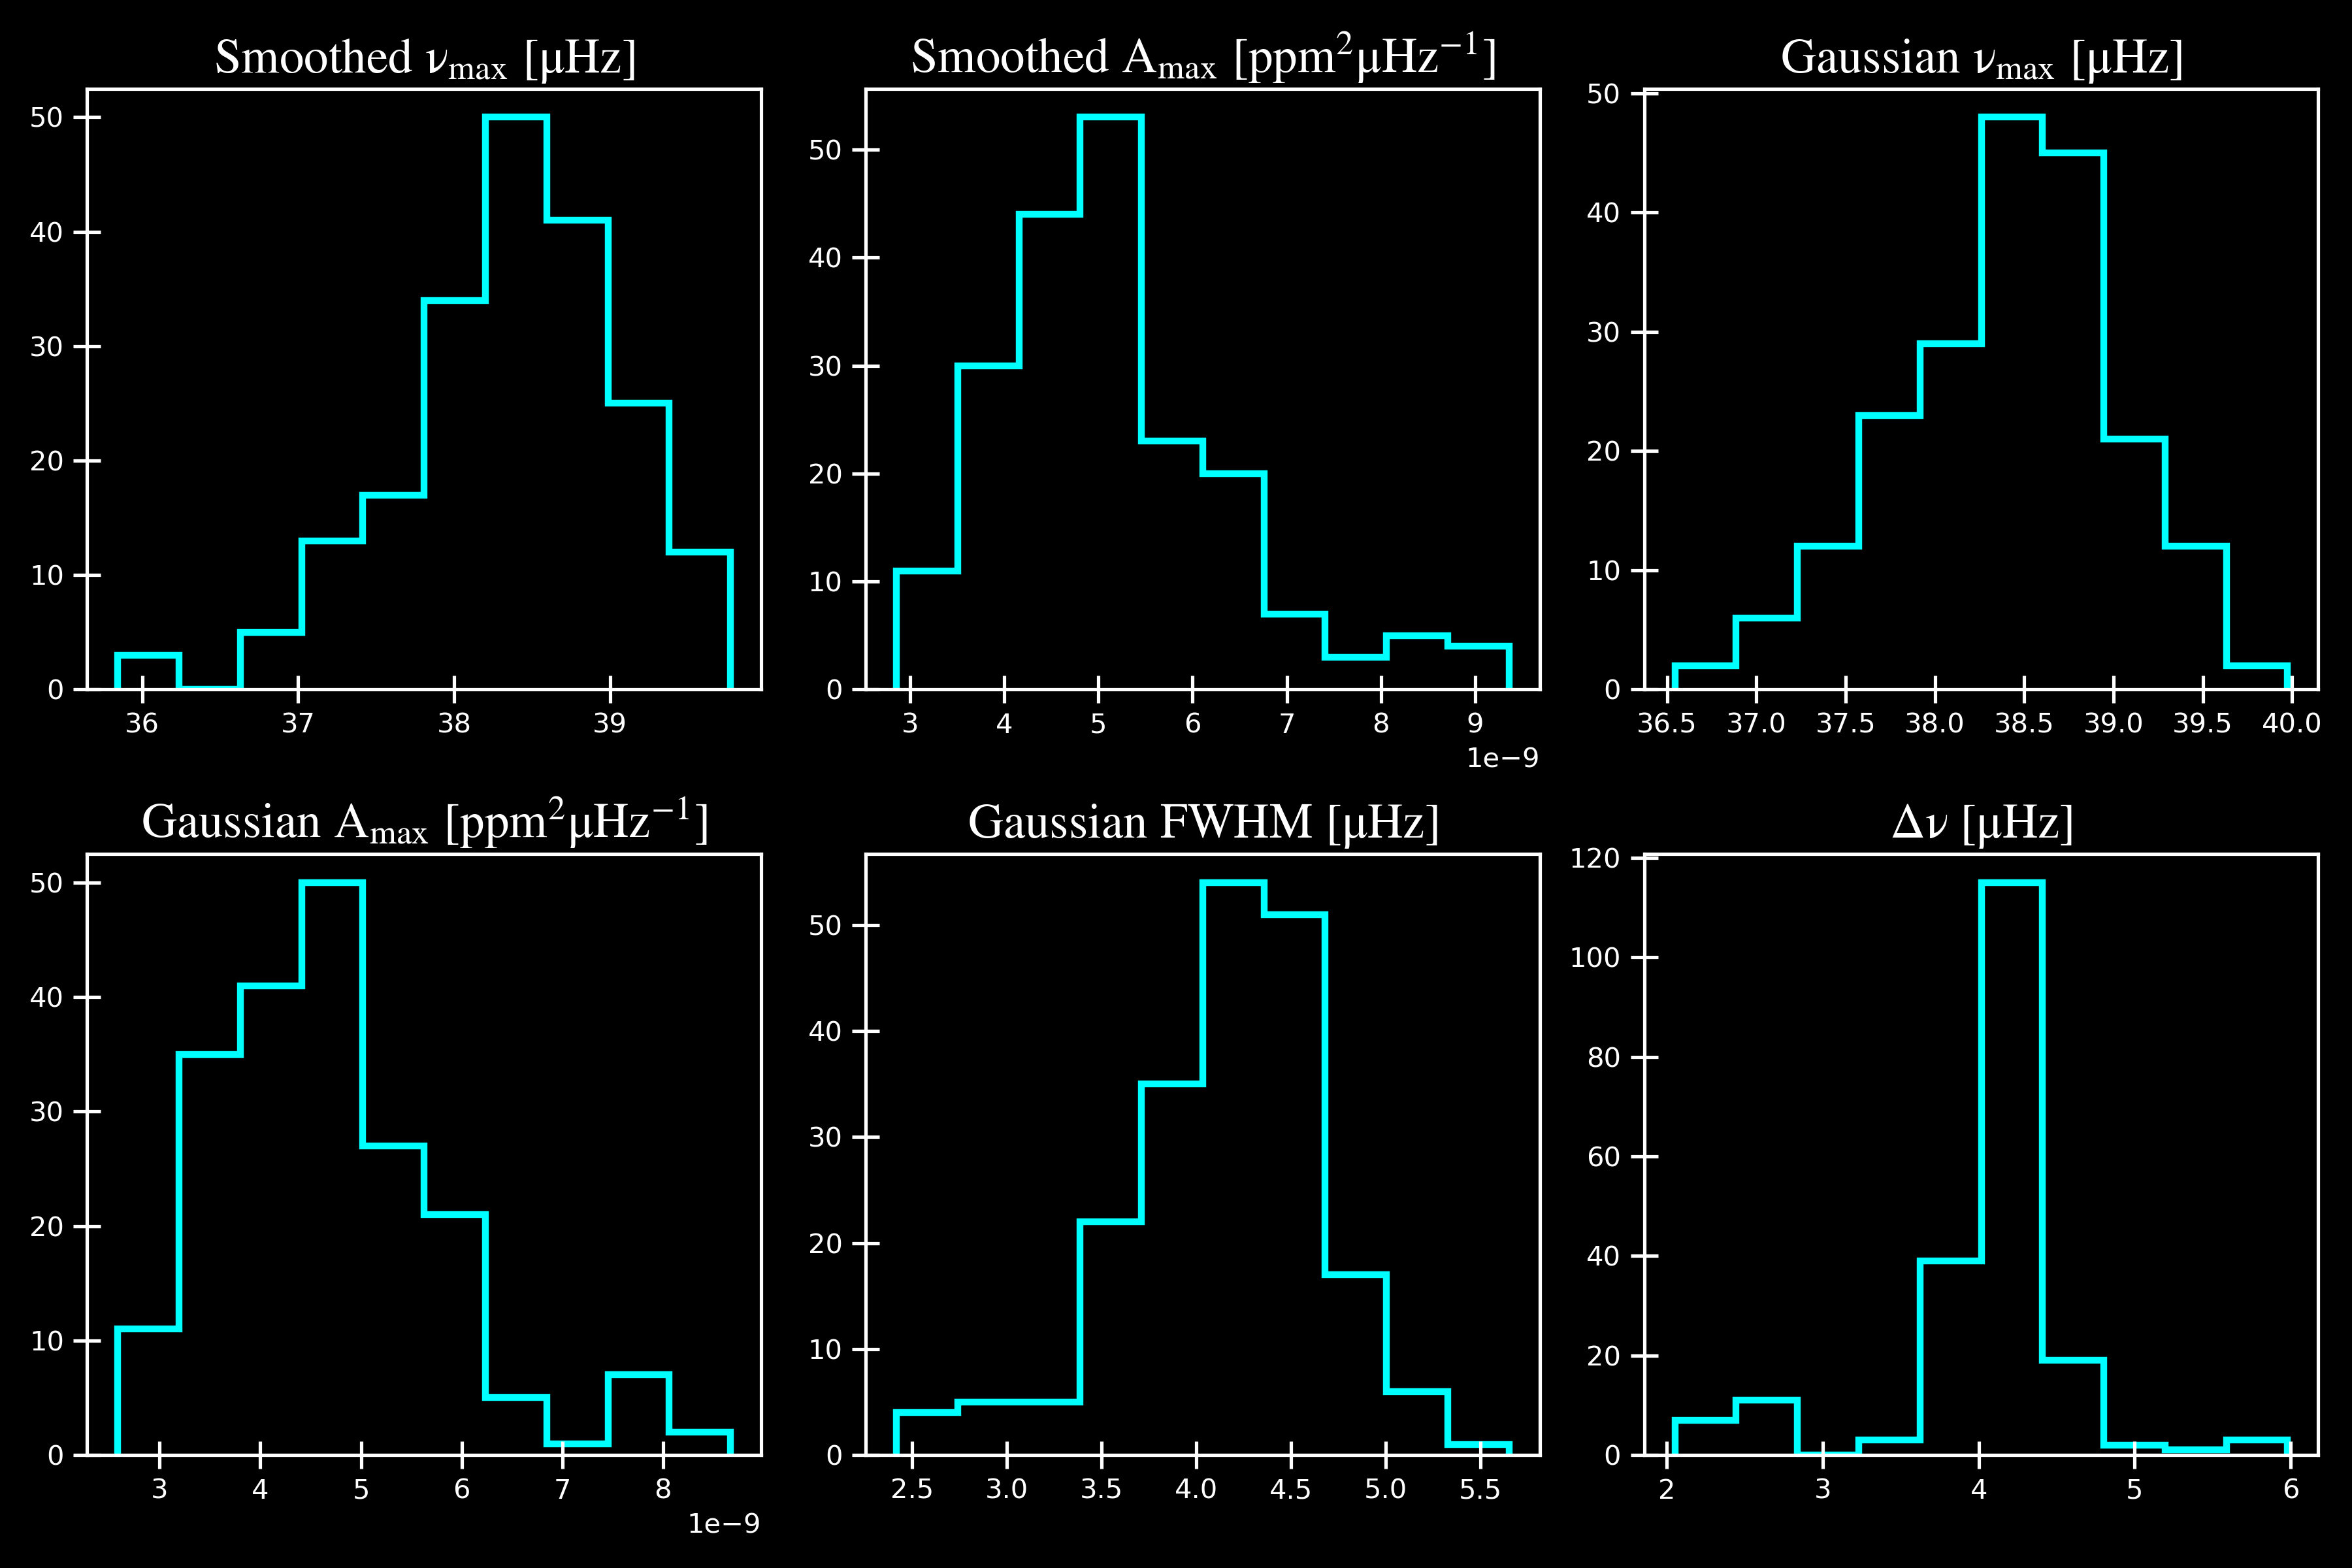 Smoothed ν_max [μHz]
50
40
30
20
10
0
36 37 38 39
Smoothed A_max [ppm²μHz⁻¹]
50
40
30
20
10
0
3 4 5 6 7 8 9
1e−9
Gaussian ν_max [μHz]
50
40
30
20
10
0
36.5 37.0 37.5 38.0 38.5 39.0 39.5 40.0
Gaussian A_max [ppm²μHz⁻¹]
50
40
30
20
10
0
3 4 5 6 7 8
1e−9
Gaussian FWHM [μHz]
50
40
30
20
10
0
2.5 3.0 3.5 4.0 4.5 5.0 5.5
Δν [μHz]
120
100
80
60
40
20
0
2 3 4 5 6